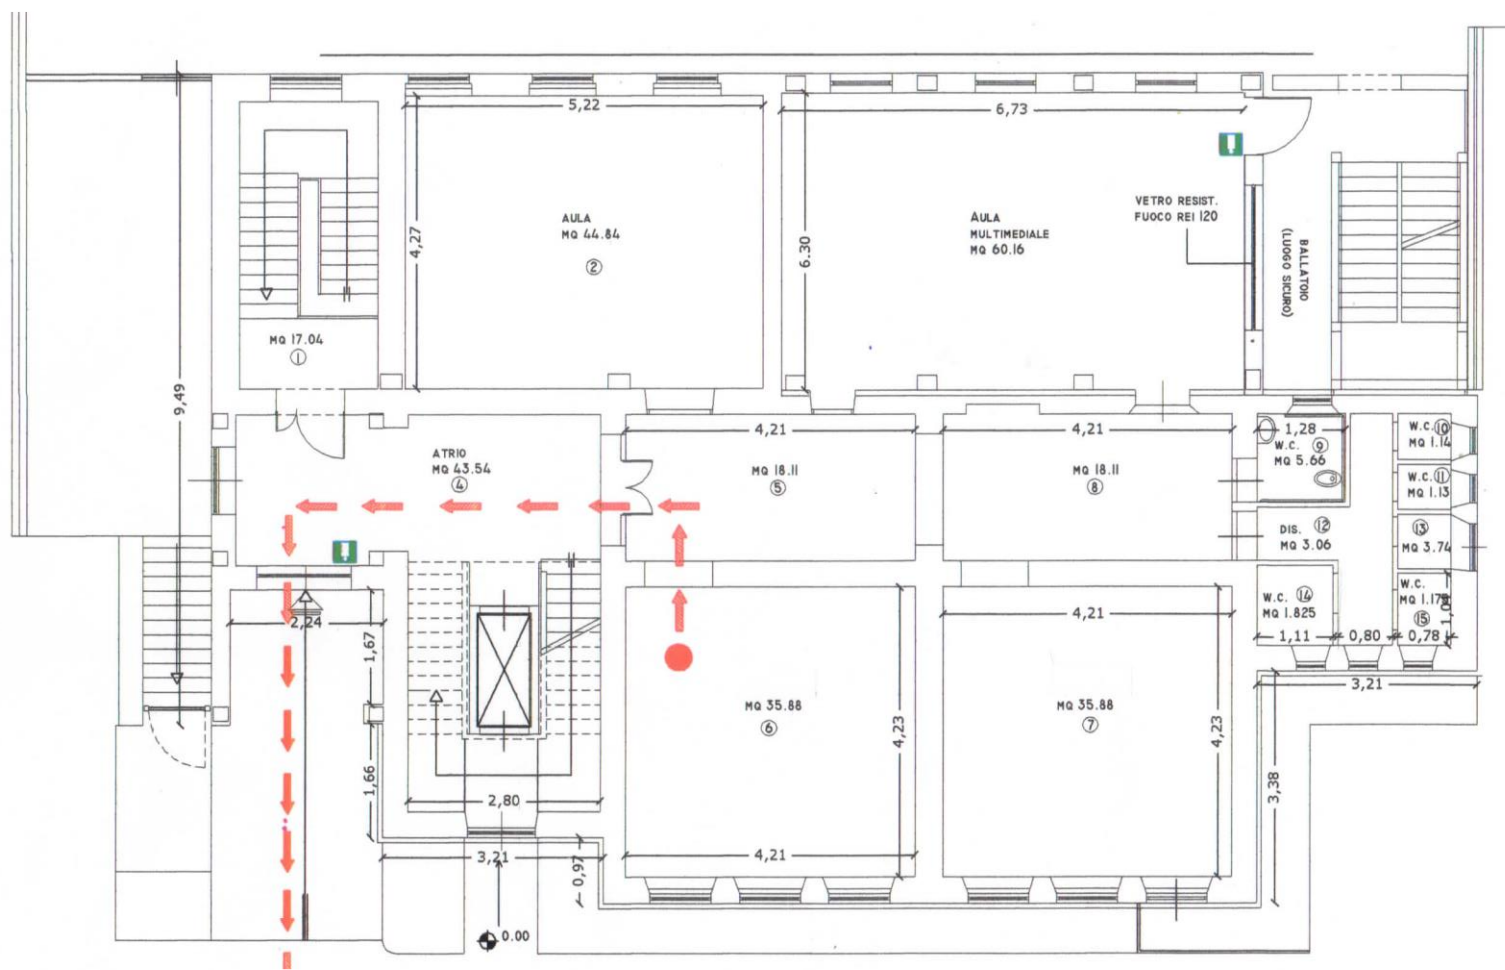 5,22
6,73
4,27
AULA
MQ 44.84
2
6.30
AULA
MULTIMEDIALE
MQ 60.16
VETRO RESIST.
FUOCO REI 120
BALLATOIO
(LUOGO SICURO)
MQ 17.04
1
9,49
ATRIO
MQ 43.54
4
4,21
MQ 18.11
5
4,21
MQ 18.11
8
1,28
W.C. 9
MQ 5.66
W.C. 10
MQ 1.14
W.C. 11
MQ 1.13
DIS. 12
MQ 3.06
13
MQ 3.74
W.C. 14
MQ 1.825
W.C.
MQ 1.17
15
1,11
0,80
0,78
3,21
2,24
1,67
1,66
2,80
3,21
0,97
0.00
MQ 35.88
6
4,23
4,21
4,21
MQ 35.88
7
4,23
3,38